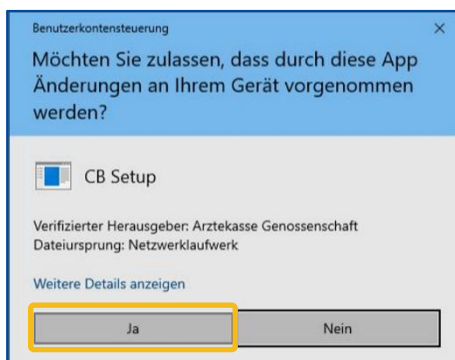 Benutzerkontensteuerung
Möchten Sie zulassen, dass durch diese App
Änderungen an Ihrem Gerät vorgenommen
werden?
CB Setup
Verifizierter Herausgeber: Arztekasse Genossenschaft
Dateiursprung: Netzwerklaufwerk
Weitere Details anzeigen
Ja Nein